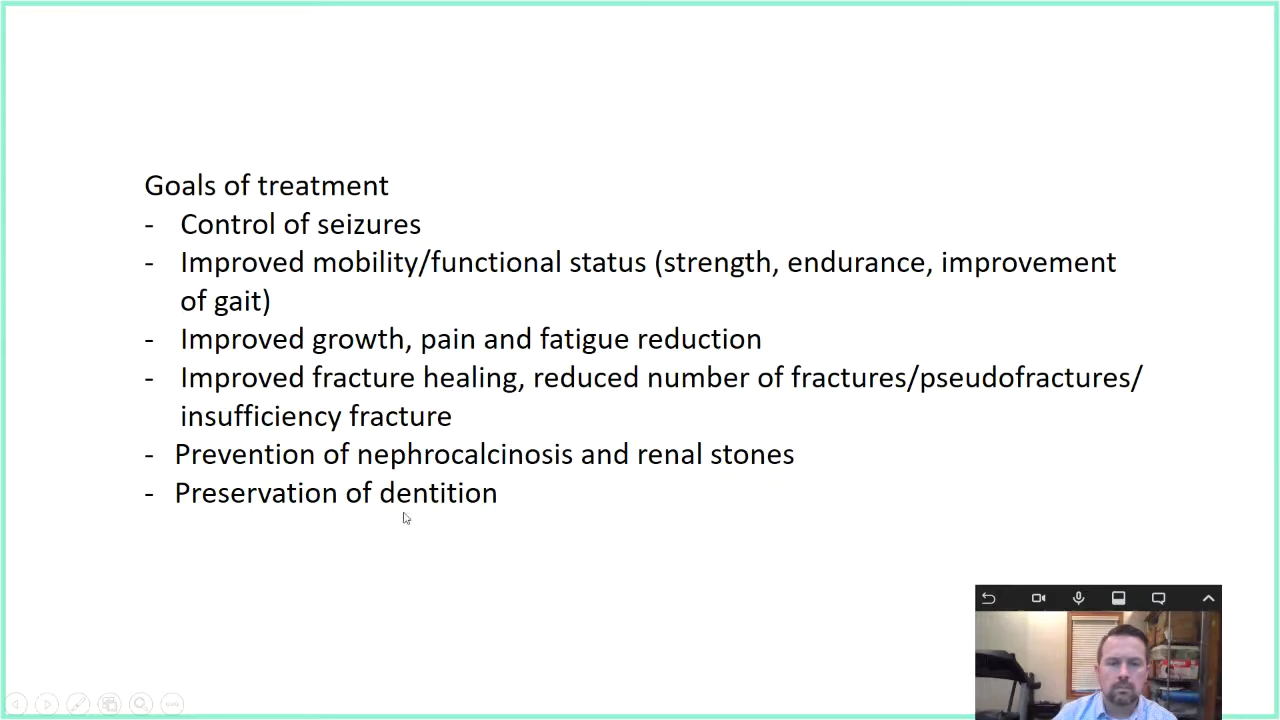 Goals of treatment
- Control of seizures
- Improved mobility/functional status (strength, endurance, improvement
of gait)
- Improved growth, pain and fatigue reduction
- Improved fracture healing, reduced number of fractures/pseudofractures/
insufficiency fracture
- Prevention of nephrocalcinosis and renal stones
- Preservation of dentition